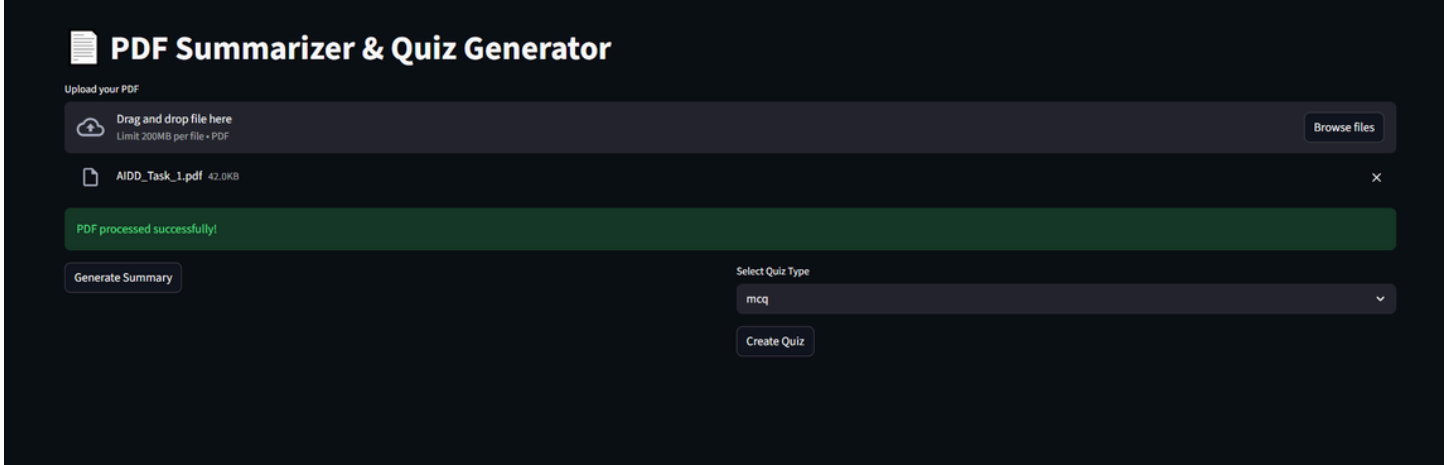 PDF Summarizer & Quiz Generator
Upload your PDF
Drag and drop file here
Limit 200MB per file • PDF
Browse files
AIDD_Task_1.pdf 42.0KB
PDF processed successfully!
Generate Summary
Select Quiz Type
mcq
Create Quiz